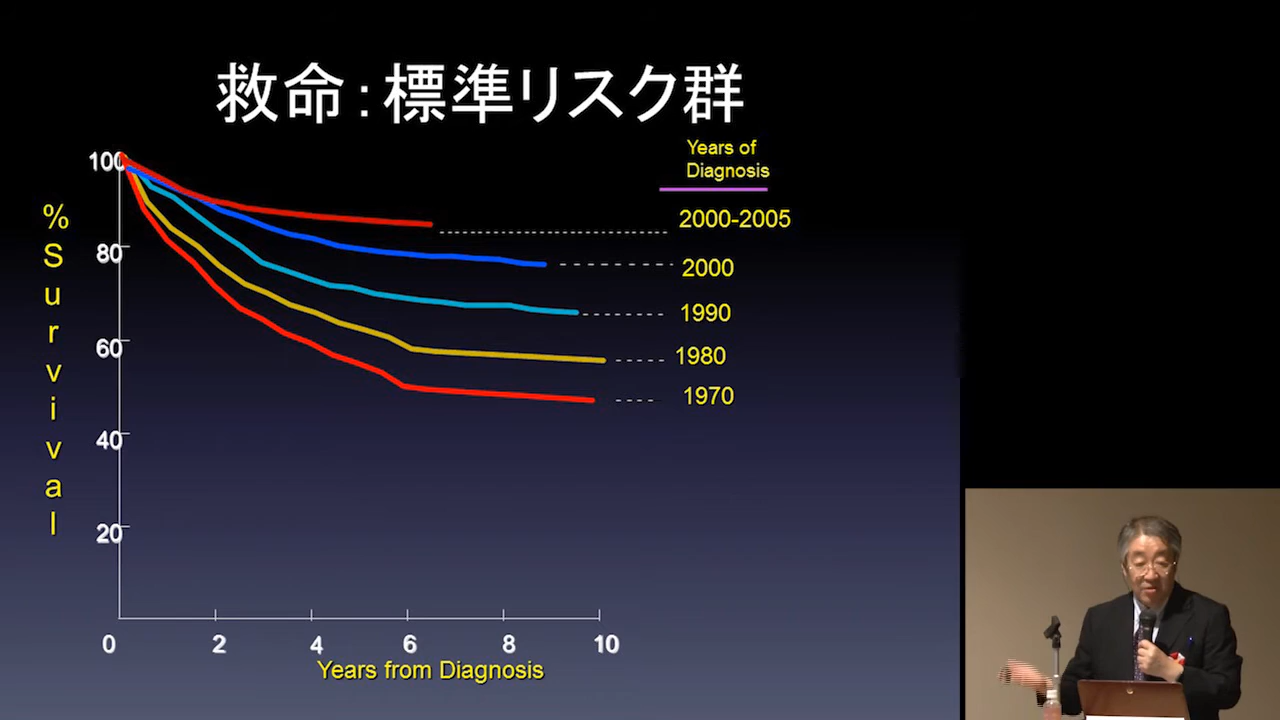 救命：標準リスク群
Years of
Diagnosis
% Survival
100
80
60
40
20
2000-2005
2000
1990
1980
1970
0 2 4 6 8 10
Years from Diagnosis